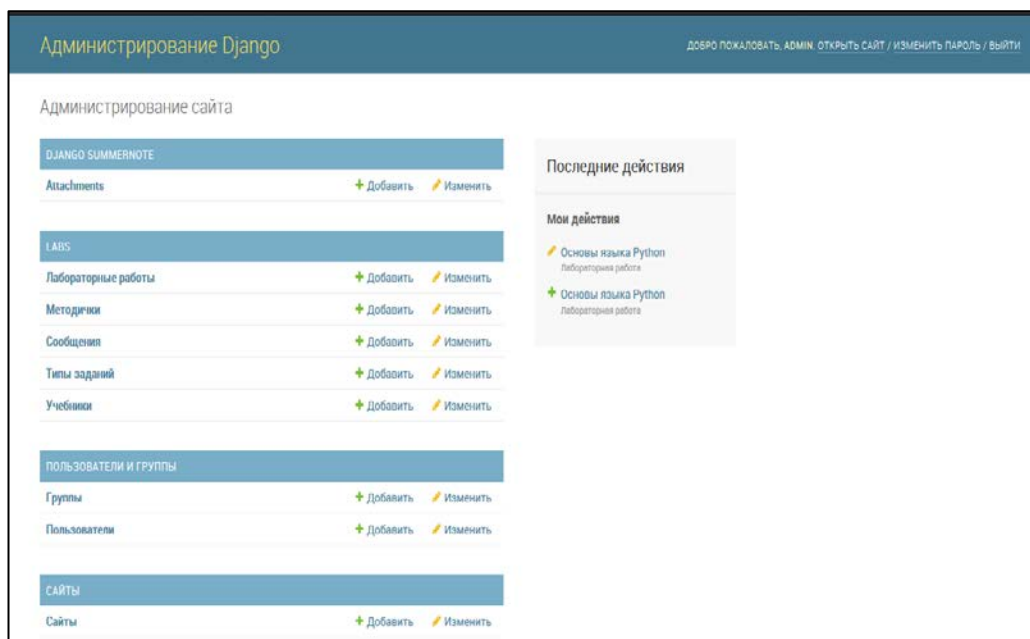 Администрирование Django
ДОБРО ПОЖАЛОВАТЬ, ADMIN. ОТКРЫТЬ САЙТ / ИЗМЕНИТЬ ПАРОЛЬ / ВЫЙТИ
Администрирование сайта
DJANGO SUMMERNOTE
Attachments Добавить Изменить
LABS
Лабораторные работы Добавить Изменить
Методички Добавить Изменить
Сообщения Добавить Изменить
Типы заданий Добавить Изменить
Учебники Добавить Изменить
ПОЛЬЗОВАТЕЛИ И ГРУППЫ
Группы Добавить Изменить
Пользователи Добавить Изменить
САЙТЫ
Сайты Добавить Изменить
Последние действия
Мои действия
Основы языка Python
Лабораторная работа
Основы языка Python
Лабораторная работа